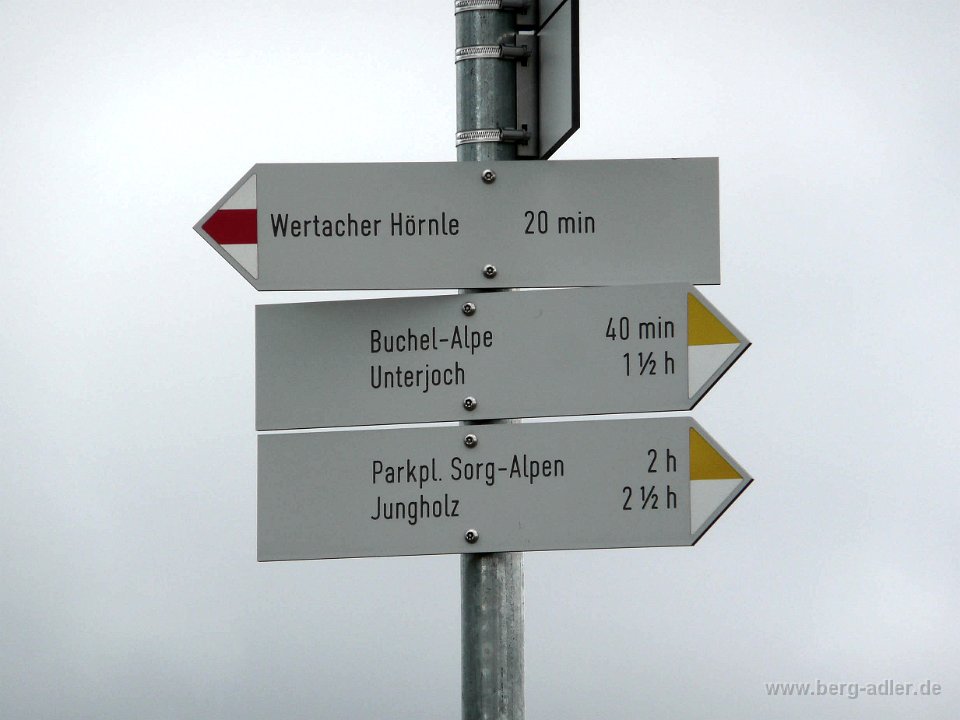 Wertacher Hörnle 20 min
Buchel-Alpe 40 min
Unterjoch 1 ½ h
Parkpl. Sorg-Alpen 2 h
Jungholz 2 ½ h
www.berg-adler.de